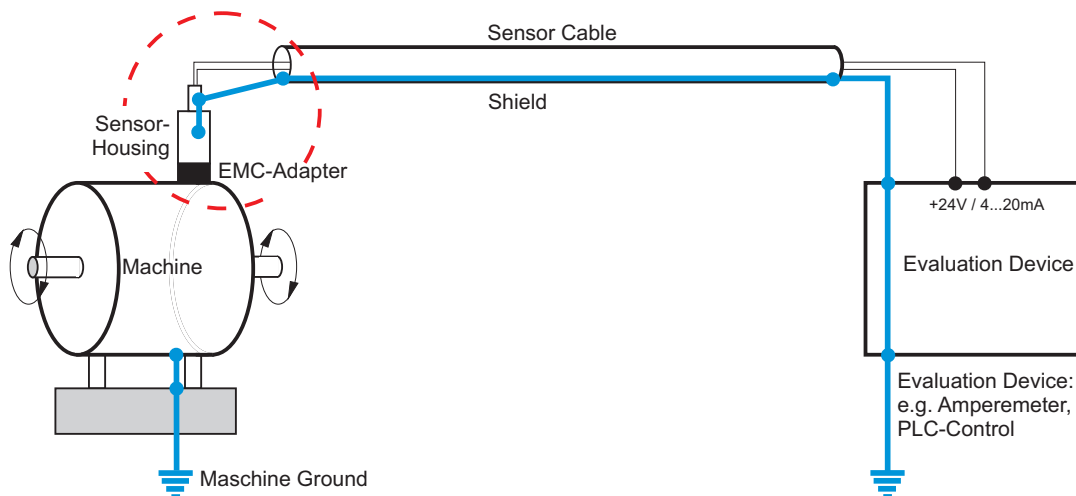 Sensor Cable
Shield
Sensor-
Housing
EMC-Adapter
+24V / 4...20mA
Machine
Evaluation Device
Evaluation Device:
e.g. Amperemeter,
PLC-Control
Maschine Ground